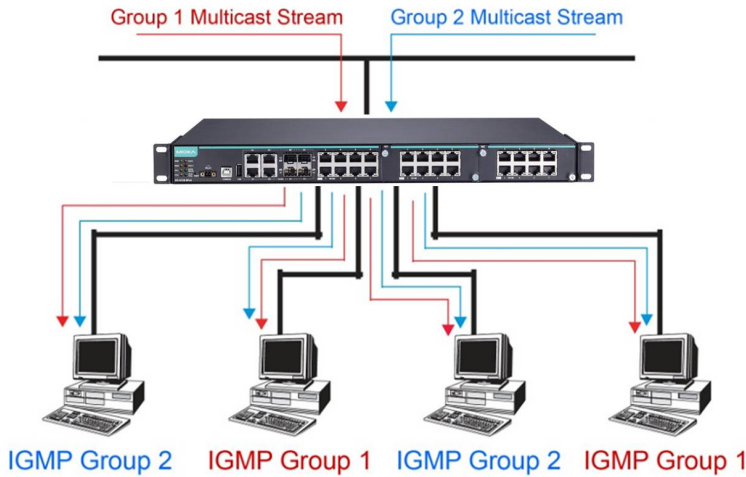 Group 1 Multicast Stream
Group 2 Multicast Stream
MOXA
IGMP Group 2
IGMP Group 1
IGMP Group 2
IGMP Group 1